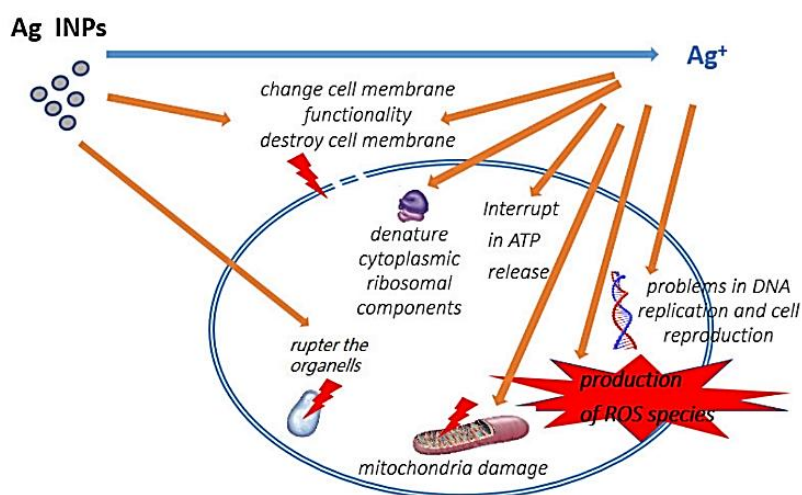 Ag INPs
Ag⁺
change cell membrane
functionality
destroy cell membrane
denature
cytoplasmic
ribosomal
components
Interrupt
in ATP
release
problems in DNA
replication and cell
reproduction
rupter the
organells
production
of ROS species
mitochondria damage